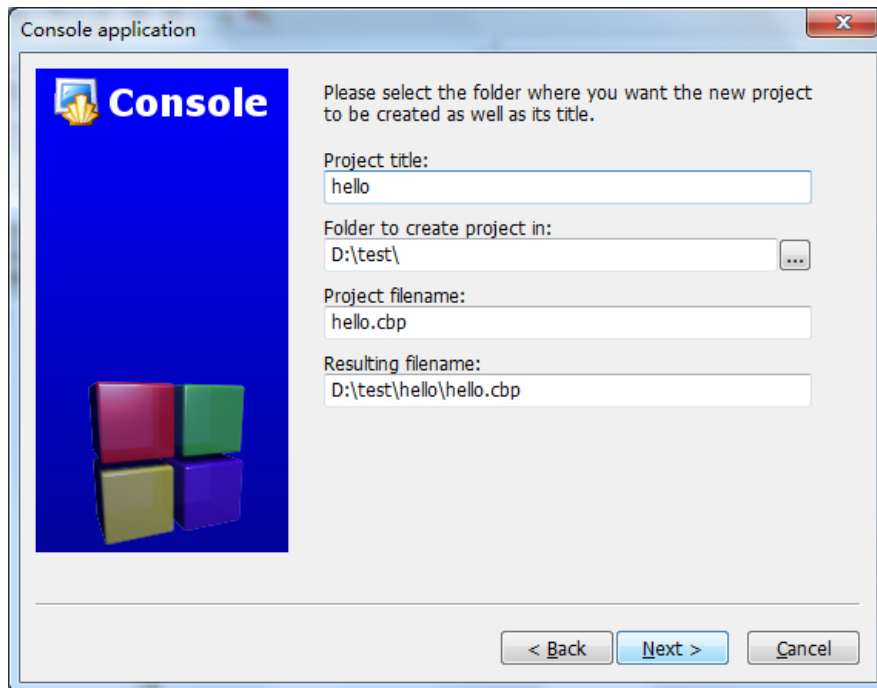 Console application
X
Console
Please select the folder where you want the new project
to be created as well as its title.
Project title:
hello
Folder to create project in:
D:\test\
...
Project filename:
hello.cbp
Resulting filename:
D:\test\hello\hello.cbp
< Back
Next >
Cancel